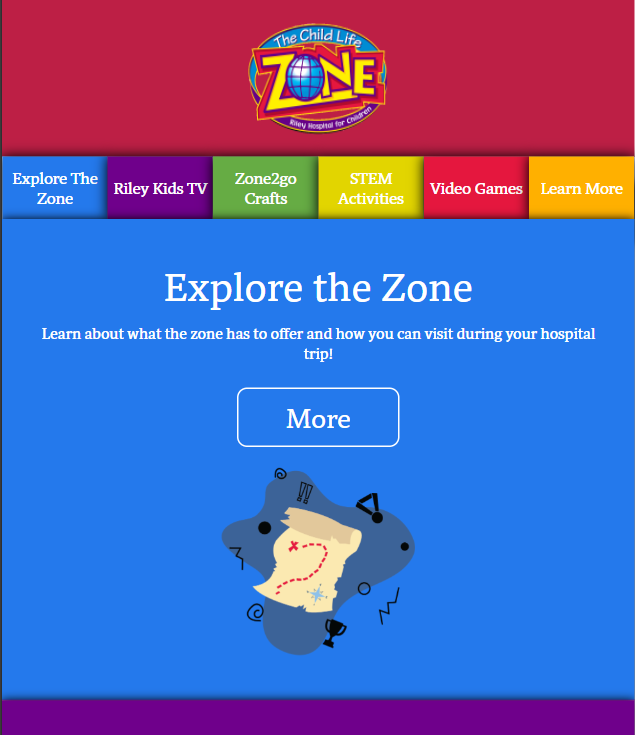 The Child Life
ZONE
Riley Hospital for Children
Explore The
Zone
Riley Kids TV
Zone2go
Crafts
STEM
Activities
Video Games
Learn More
Explore the Zone
Learn about what the zone has to offer and how you can visit during your hospital
trip!
More
!!